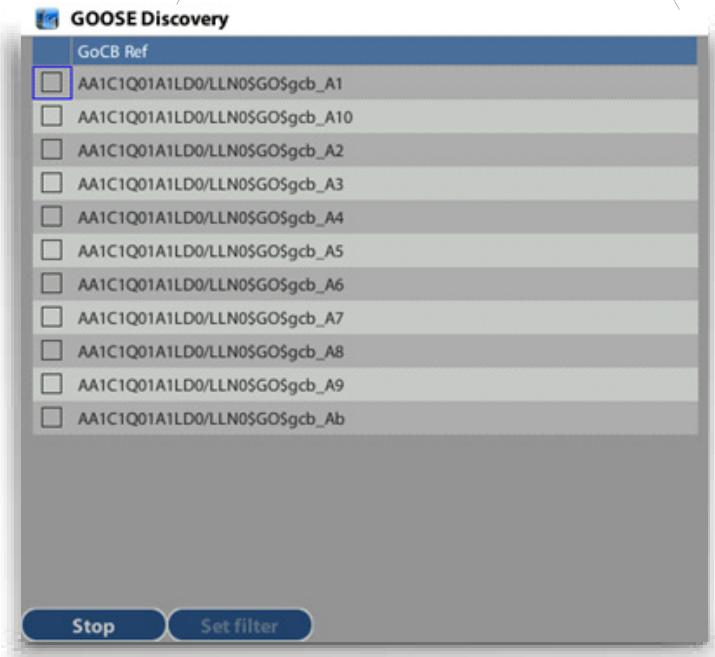 GOOSE Discovery
GoCB Ref
AA1C1Q01A1LD0/LLN0$GO$gcb_A1
AA1C1Q01A1LD0/LLN0$GO$gcb_A10
AA1C1Q01A1LD0/LLN0$GO$gcb_A2
AA1C1Q01A1LD0/LLN0$GO$gcb_A3
AA1C1Q01A1LD0/LLN0$GO$gcb_A4
AA1C1Q01A1LD0/LLN0$GO$gcb_A5
AA1C1Q01A1LD0/LLN0$GO$gcb_A6
AA1C1Q01A1LD0/LLN0$GO$gcb_A7
AA1C1Q01A1LD0/LLN0$GO$gcb_A8
AA1C1Q01A1LD0/LLN0$GO$gcb_A9
AA1C1Q01A1LD0/LLN0$GO$gcb_Ab
Stop Set filter